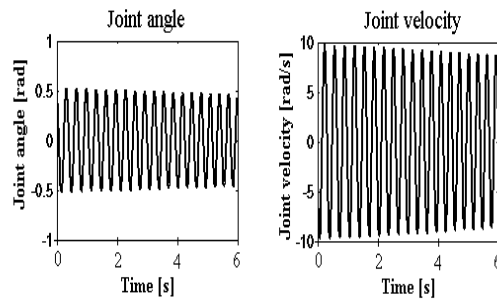 Joint angle
Joint angle [rad]
1
0.5
0
-0.5
-1
0 2 4 6
Time [s]
Joint velocity
Joint velocity [rad/s]
10
5
0
-5
-10
0 2 4 6
Time [s]